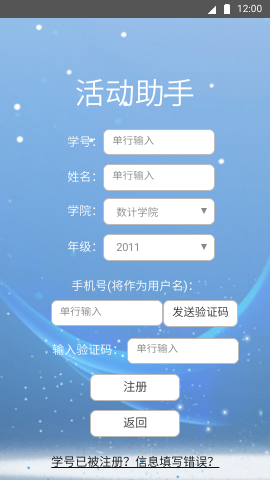 12:00
活动助手
学号： 单行输入
姓名： 单行输入
学院： 数计学院
年级： 2011
手机号(将作为用户名)：
单行输入 发送验证码
输入验证码： 单行输入
注册
返回
学号已被注册？信息填写错误？